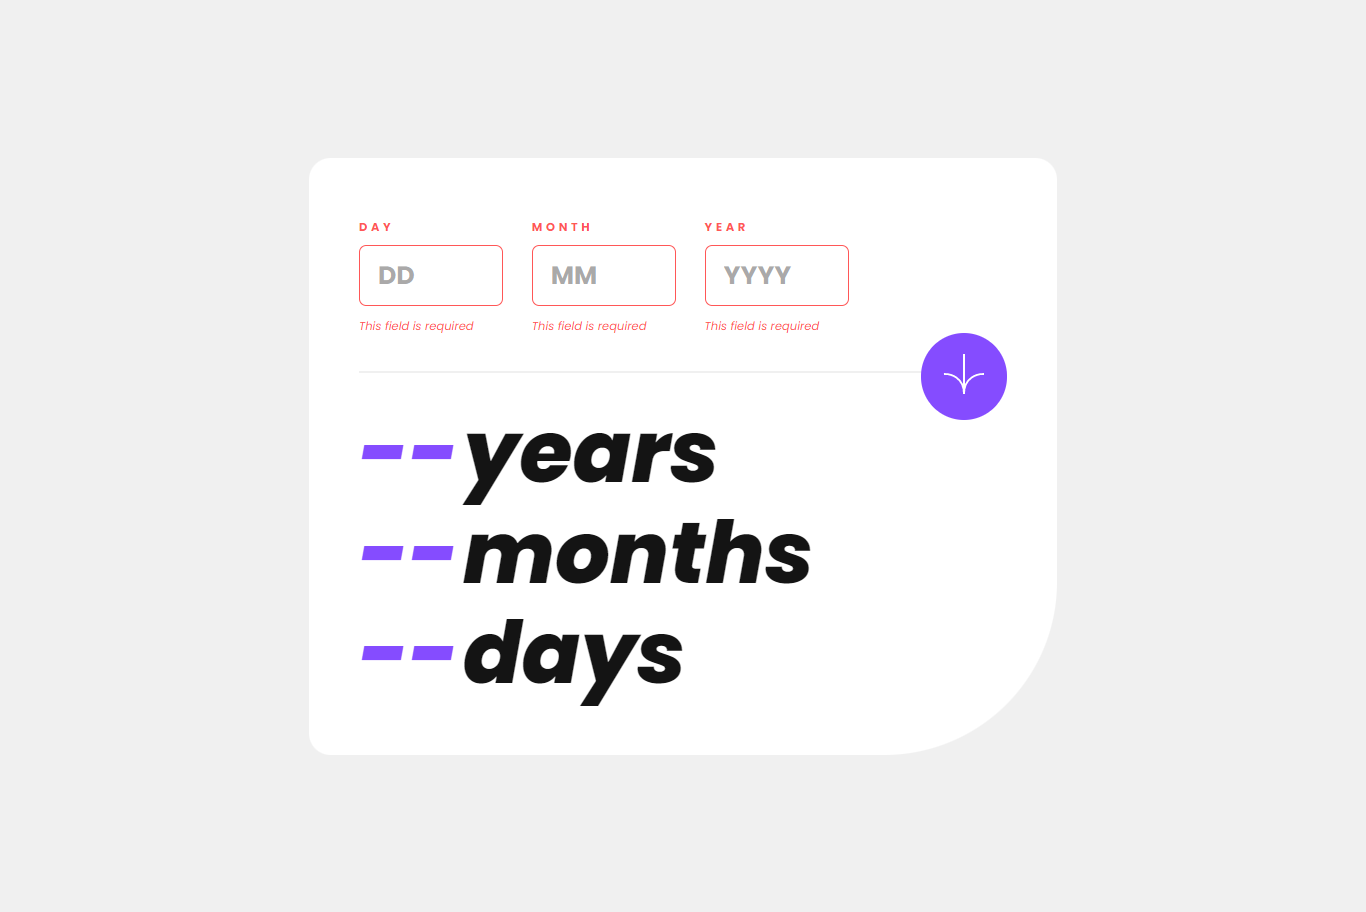 DAY MONTH YEAR
DD MM YYYY
This field is required This field is required This field is required
--years
--months
--days